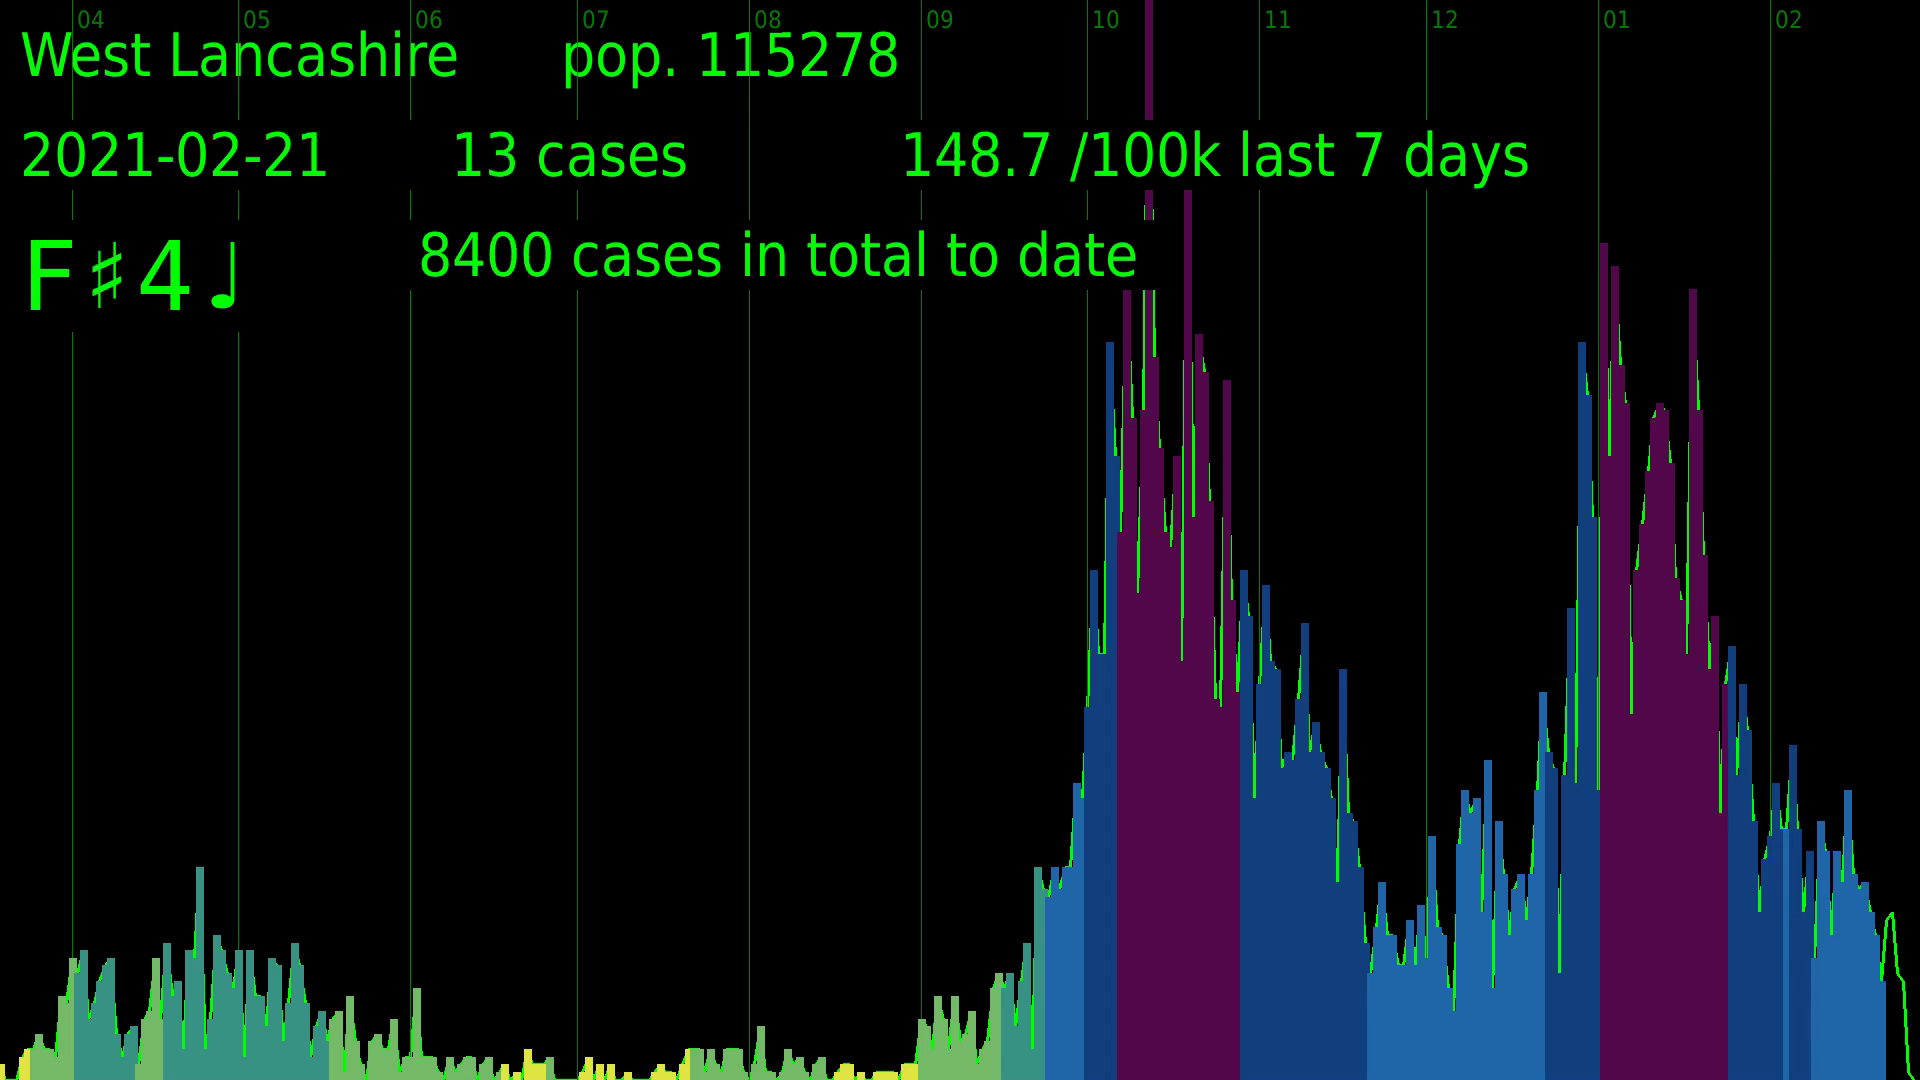 04 05 06 07 08 09 10 11 12 01 02
West Lancashire pop. 115278
2021-02-21 13 cases 148.7 /100k last 7 days
F♯4♩ 8400 cases in total to date